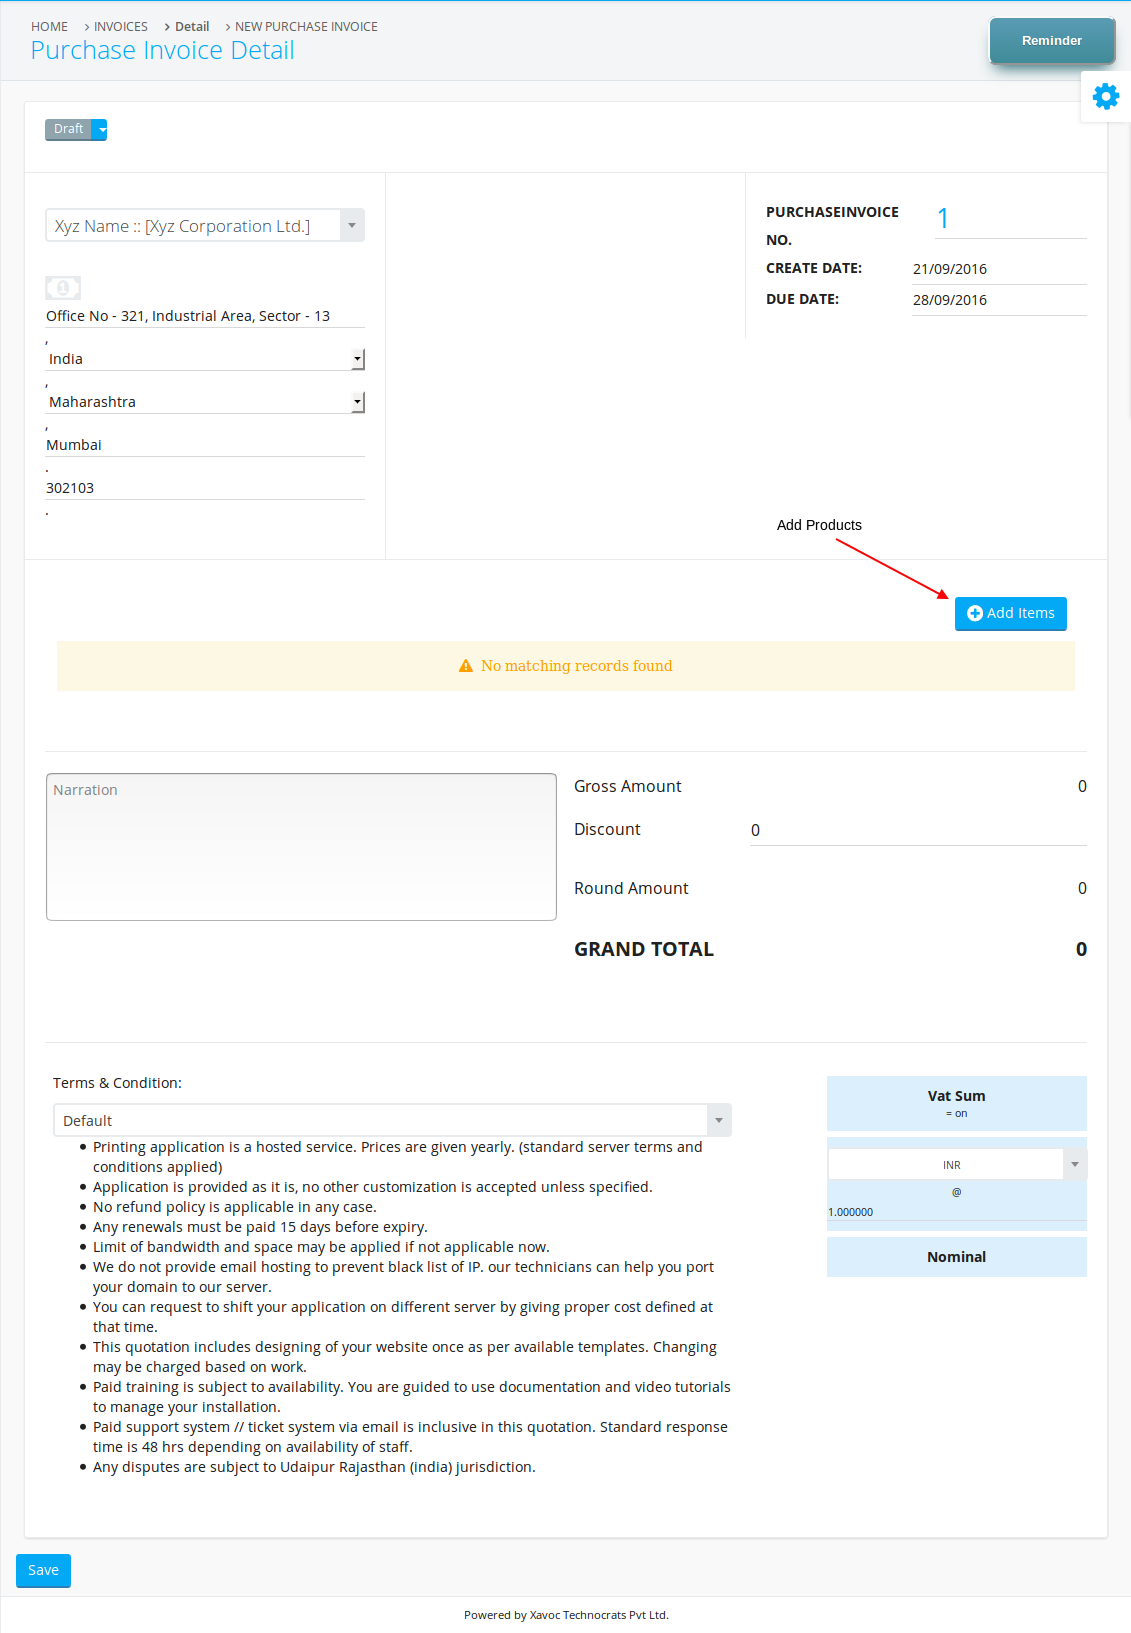 HOME > INVOICES > Detail > NEW PURCHASE INVOICE
Purchase Invoice Detail
Reminder
Draft
Xyz Name :: [Xyz Corporation Ltd.]
PURCHASEINVOICE NO.
1
CREATE DATE: 21/09/2016
DUE DATE: 28/09/2016
1
Office No - 321, Industrial Area, Sector - 13
,
India
,
Maharashtra
,
Mumbai
.
302103
.
Add Products
Add Items
No matching records found
Narration
Gross Amount 0
Discount 0
Round Amount 0
GRAND TOTAL 0
Terms & Condition:
Default
• Printing application is a hosted service. Prices are given yearly. (standard server terms and
conditions applied)
• Application is provided as it is, no other customization is accepted unless specified.
• No refund policy is applicable in any case.
• Any renewals must be paid 15 days before expiry.
• Limit of bandwidth and space may be applied if not applicable now.
• We do not provide email hosting to prevent black list of IP. our technicians can help you port
your domain to our server.
• You can request to shift your application on different server by giving proper cost defined at
that time.
• This quotation includes designing of your website once as per available templates. Changing
may be charged based on work.
• Paid training is subject to availability. You are guided to use documentation and video tutorials
to manage your installation.
• Paid support system // ticket system via email is inclusive in this quotation. Standard response
time is 48 hrs depending on availability of staff.
• Any disputes are subject to Udaipur Rajasthan (india) jurisdiction.
Vat Sum
= on
INR
@
1.000000
Nominal
Save
Powered by Xavoc Technocrats Pvt Ltd.